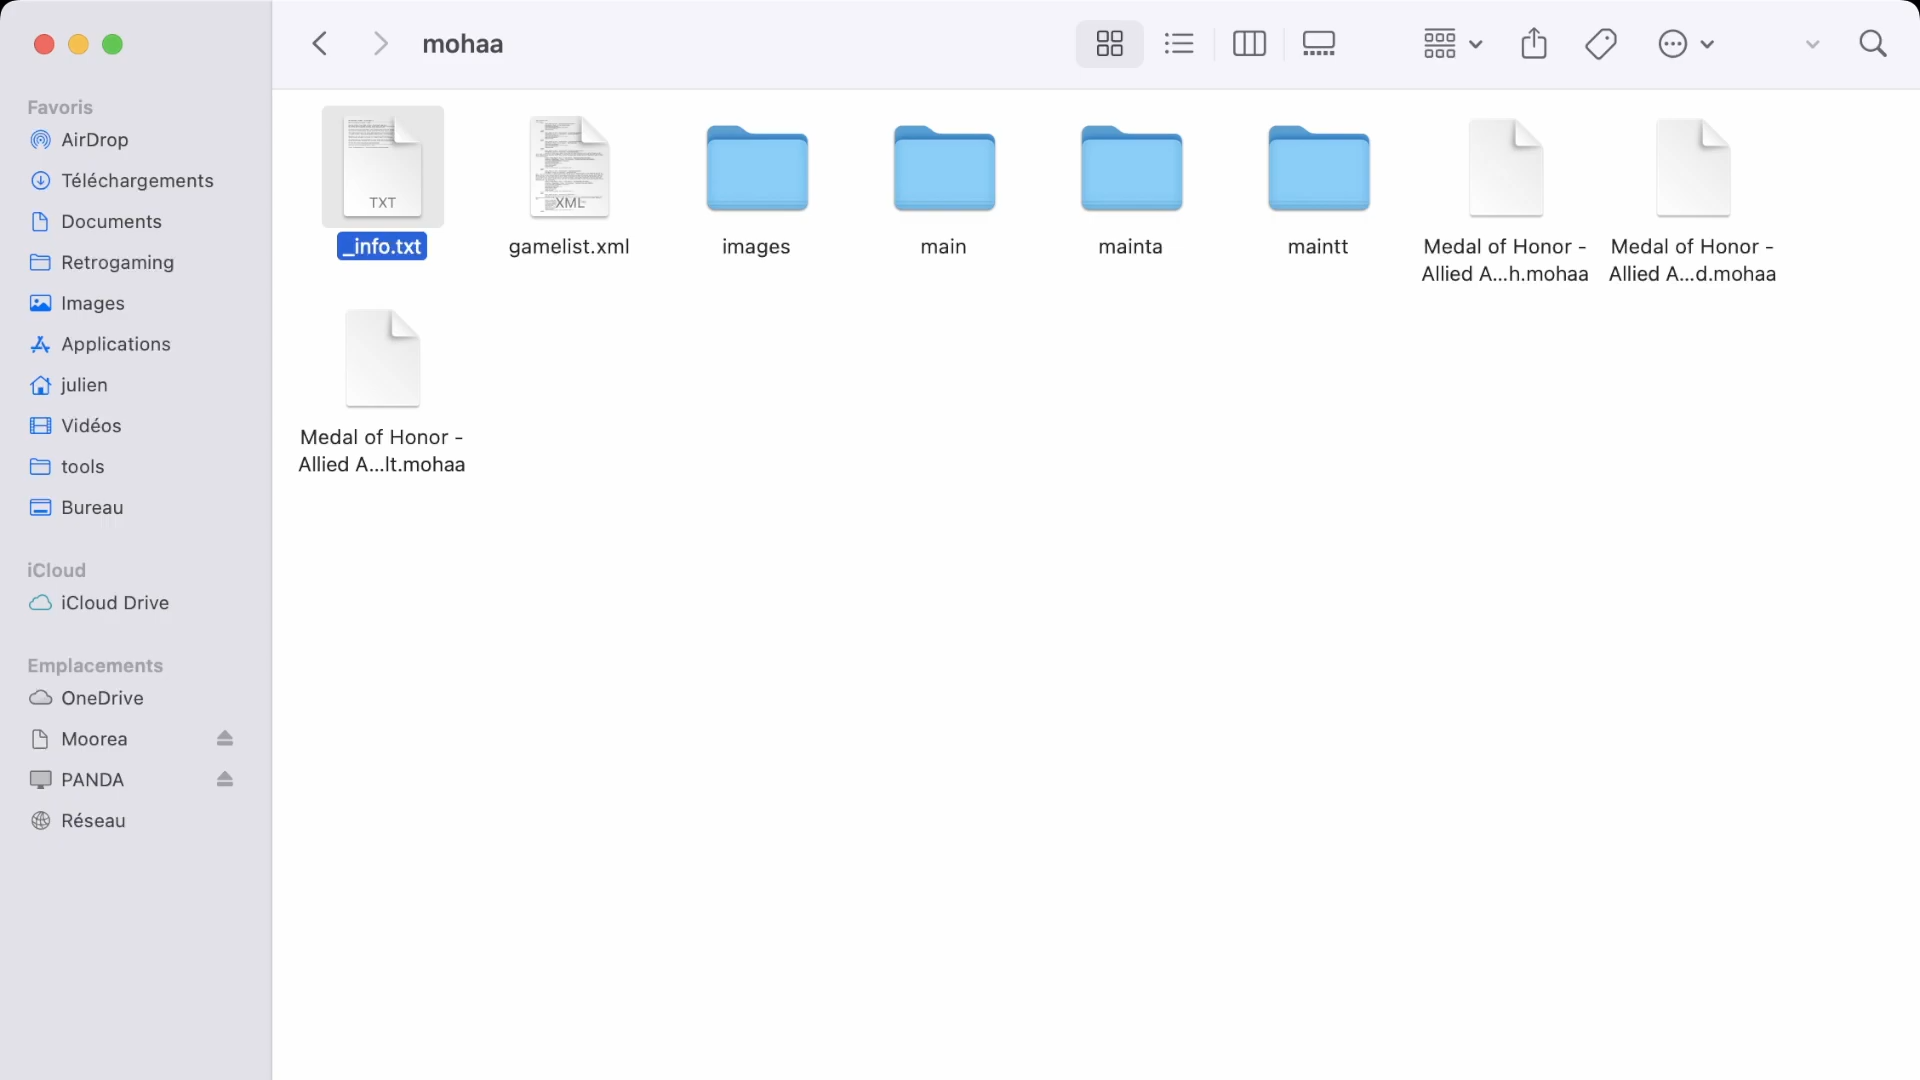 mohaa
Favoris
AirDrop
Téléchargements
Documents
Retrogaming
Images
Applications
julien
Vidéos
tools
Bureau
iCloud
iCloud Drive
Emplacements
OneDrive
Moorea
PANDA
Réseau
TXT
_info.txt
XML
gamelist.xml
images
main
mainta
maintt
Medal of Honor -
Allied A...h.mohaa
Medal of Honor -
Allied A...d.mohaa
Medal of Honor -
Allied A...lt.mohaa